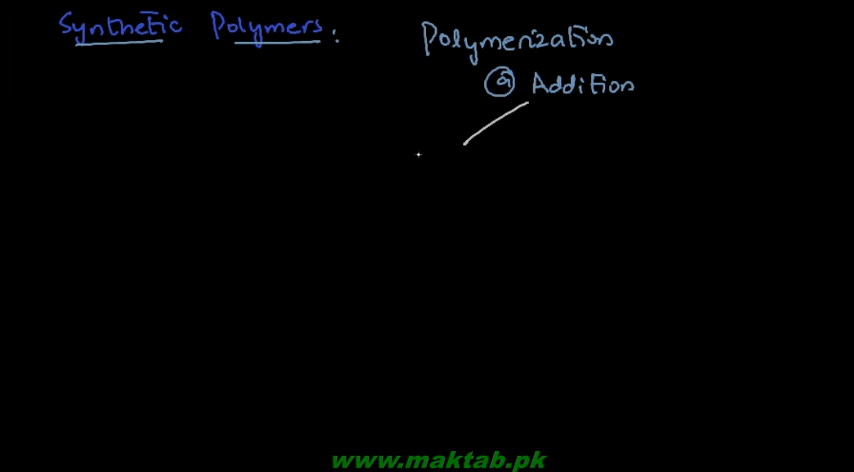 Synthetic Polymers:
Polymerization
a Addition
www.maktab.pk